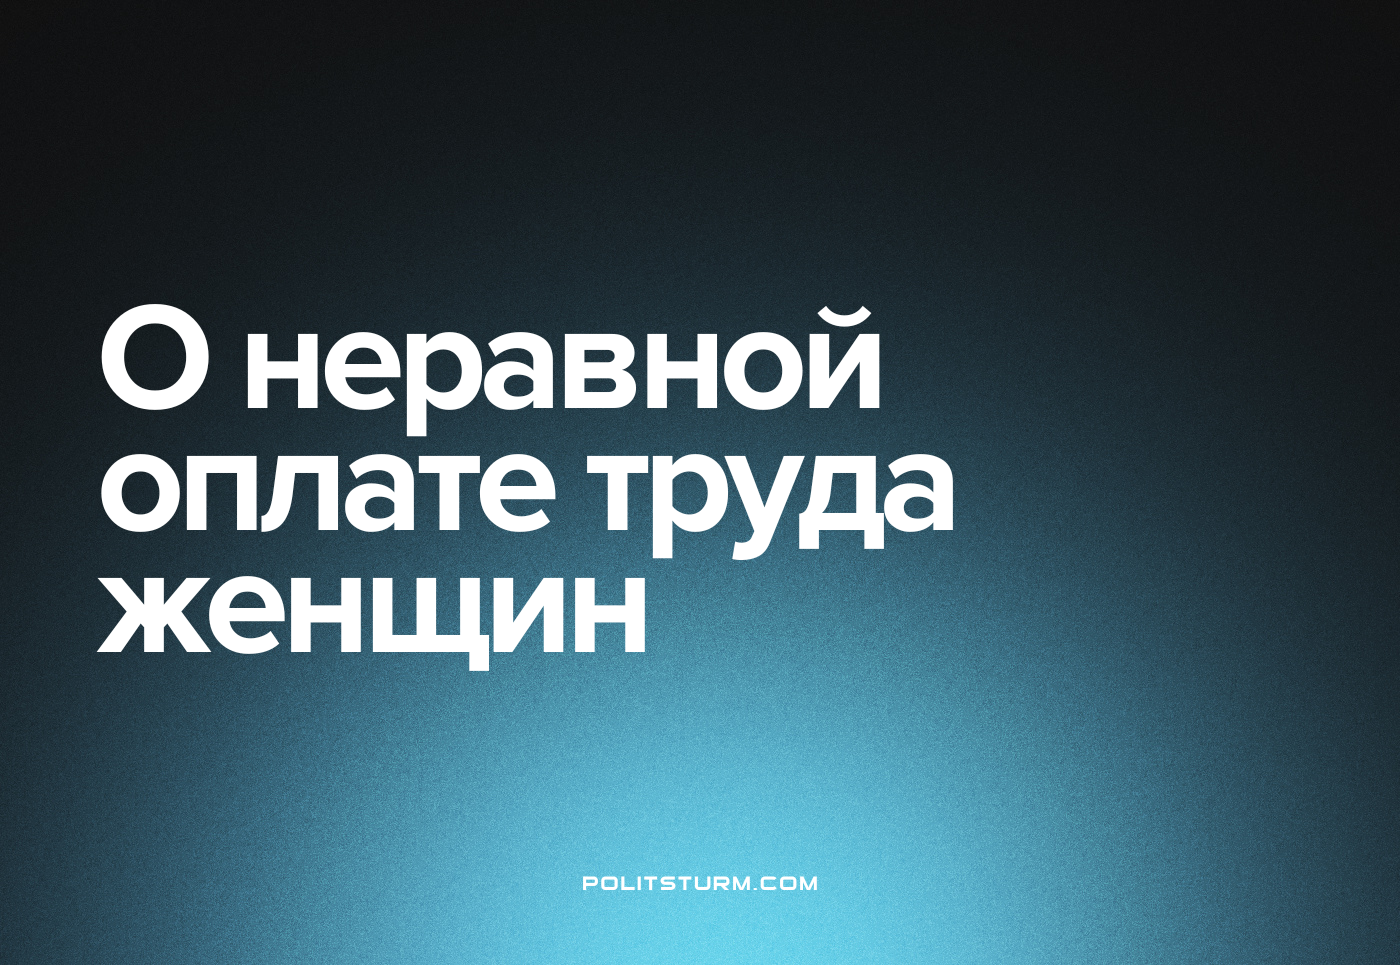 О неравной
оплате труда
женщин
POLITSTURM.COM